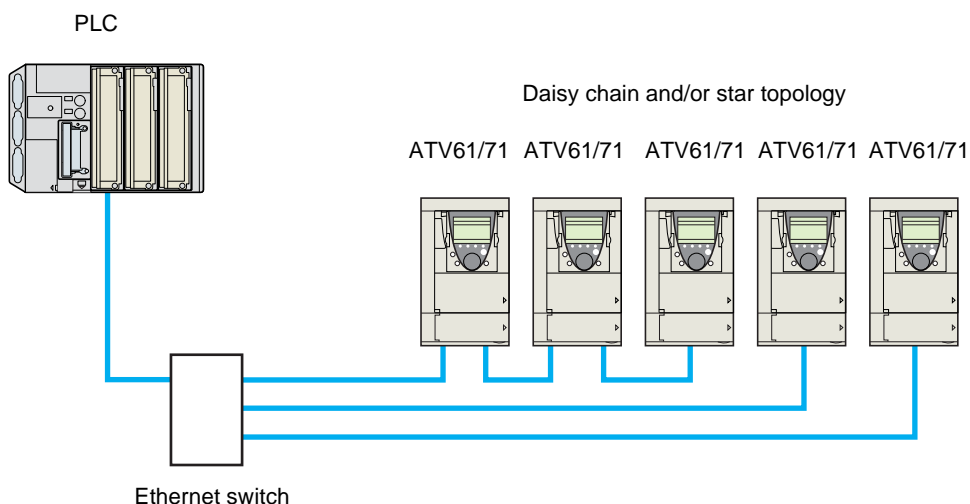 PLC
Daisy chain and/or star topology
ATV61/71 ATV61/71 ATV61/71 ATV61/71 ATV61/71
Ethernet switch